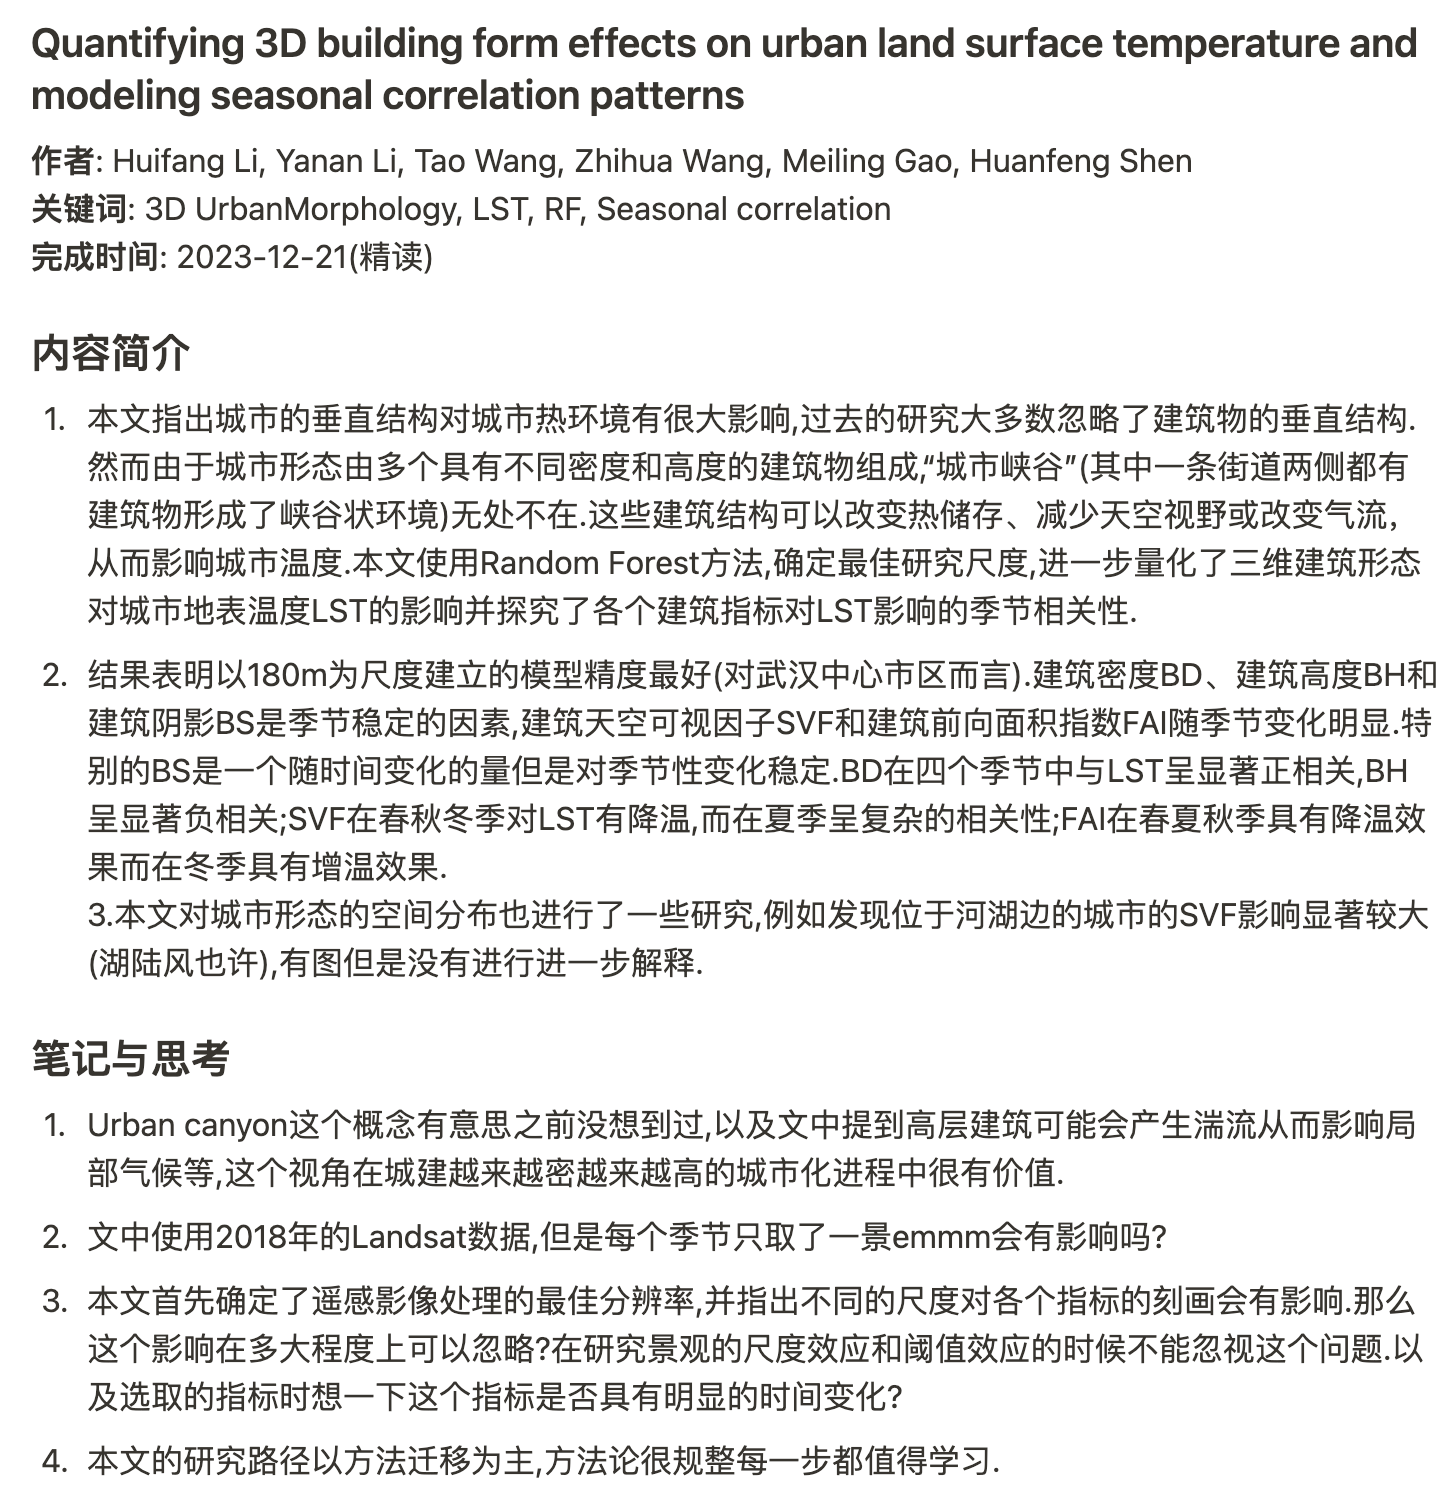 Quantifying 3D building form effects on urban land surface temperature and
modeling seasonal correlation patterns
作者: Huifang Li, Yanan Li, Tao Wang, Zhihua Wang, Meiling Gao, Huanfeng Shen
关键词: 3D UrbanMorphology, LST, RF, Seasonal correlation
完成时间: 2023-12-21(精读)
内容简介
1. 本文指出城市的垂直结构对城市热环境有很大影响,过去的研究大多数忽略了建筑物的垂直结构.
然而由于城市形态由多个具有不同密度和高度的建筑物组成,“城市峡谷”(其中一条街道两侧都有
建筑物形成了峡谷状环境)无处不在.这些建筑结构可以改变热储存、减少天空视野或改变气流，
从而影响城市温度.本文使用Random Forest方法,确定最佳研究尺度,进一步量化了三维建筑形态
对城市地表温度LST的影响并探究了各个建筑指标对LST影响的季节相关性.
2. 结果表明以180m为尺度建立的模型精度最好(对武汉中心市区而言).建筑密度BD、建筑高度BH和
建筑阴影BS是季节稳定的因素,建筑天空可视因子SVF和建筑前向面积指数FAI随季节变化明显.特
别的BS是一个随时间变化的量但是对季节性变化稳定.BD在四个季节中与LST呈显著正相关,BH
呈显著负相关;SVF在春秋冬季对LST有降温,而在夏季呈复杂的相关性;FAI在春夏秋季具有降温效
果而在冬季具有增温效果.
3.本文对城市形态的空间分布也进行了一些研究,例如发现位于河湖边的城市的SVF影响显著较大
(湖陆风也许),有图但是没有进行进一步解释.
笔记与思考
1. Urban canyon这个概念有意思之前没想到过,以及文中提到高层建筑可能会产生湍流从而影响局
部气候等,这个视角在城建越来越密越来越高的城市化进程中很有价值.
2. 文中使用2018年的Landsat数据,但是每个季节只取了一景emmm会有影响吗?
3. 本文首先确定了遥感影像处理的最佳分辨率,并指出不同的尺度对各个指标的刻画会有影响.那么
这个影响在多大程度上可以忽略?在研究景观的尺度效应和阈值效应的时候不能忽视这个问题.以
及选取的指标时想一下这个指标是否具有明显的时间变化?
4. 本文的研究路径以方法迁移为主,方法论很规整每一步都值得学习.